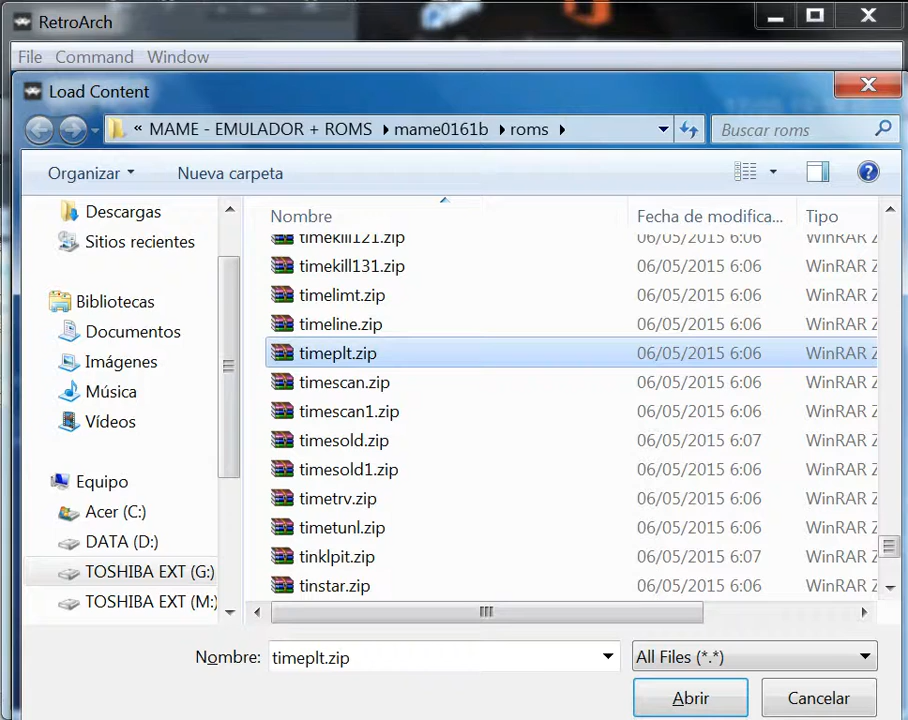 RetroArch
File Command Window
Load Content
« MAME - EMULADOR + ROMS ▸ mame0161b ▸ roms ▸
Buscar roms
Organizar Nueva carpeta
Nombre Fecha de modifica... Tipo
Descargas
Sitios recientes
Bibliotecas
Documentos
Imágenes
Música
Vídeos
Equipo
Acer (C:)
DATA (D:)
TOSHIBA EXT (G:)
TOSHIBA EXT (M:)
timekill121.zip 06/05/2015 6:06 WinRAR Z
timekill131.zip 06/05/2015 6:06 WinRAR Z
timelimt.zip 06/05/2015 6:06 WinRAR Z
timeline.zip 06/05/2015 6:06 WinRAR Z
timeplt.zip 06/05/2015 6:06 WinRAR Z
timescan.zip 06/05/2015 6:06 WinRAR Z
timescan1.zip 06/05/2015 6:06 WinRAR Z
timesold.zip 06/05/2015 6:07 WinRAR Z
timesold1.zip 06/05/2015 6:06 WinRAR Z
timetrv.zip 06/05/2015 6:06 WinRAR Z
timetunl.zip 06/05/2015 6:06 WinRAR Z
tinklpit.zip 06/05/2015 6:07 WinRAR Z
tinstar.zip 06/05/2015 6:06 WinRAR Z
Nombre: timeplt.zip All Files (*.*)
Abrir Cancelar